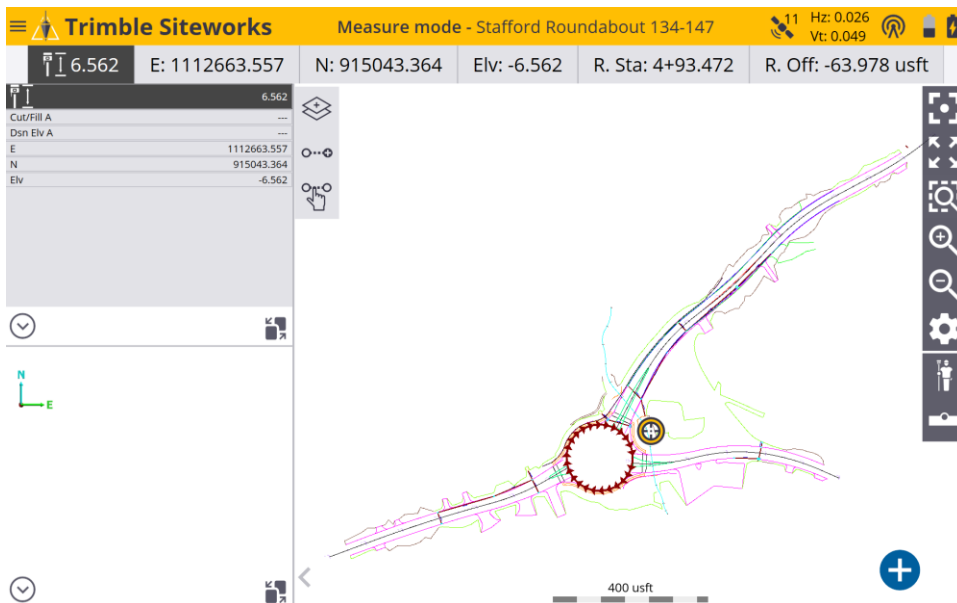 Trimble Siteworks
Measure mode - Stafford Roundabout 134-147
11
Hz: 0.026
Vt: 0.049
6.562
E: 1112663.557
N: 915043.364
Elv: -6.562
R. Sta: 4+93.472
R. Off: -63.978 usft
6.562
Cut/Fill A ---
Dsn Elv A ---
E 1112663.557
N 915043.364
Elv -6.562
N
E
400 usft